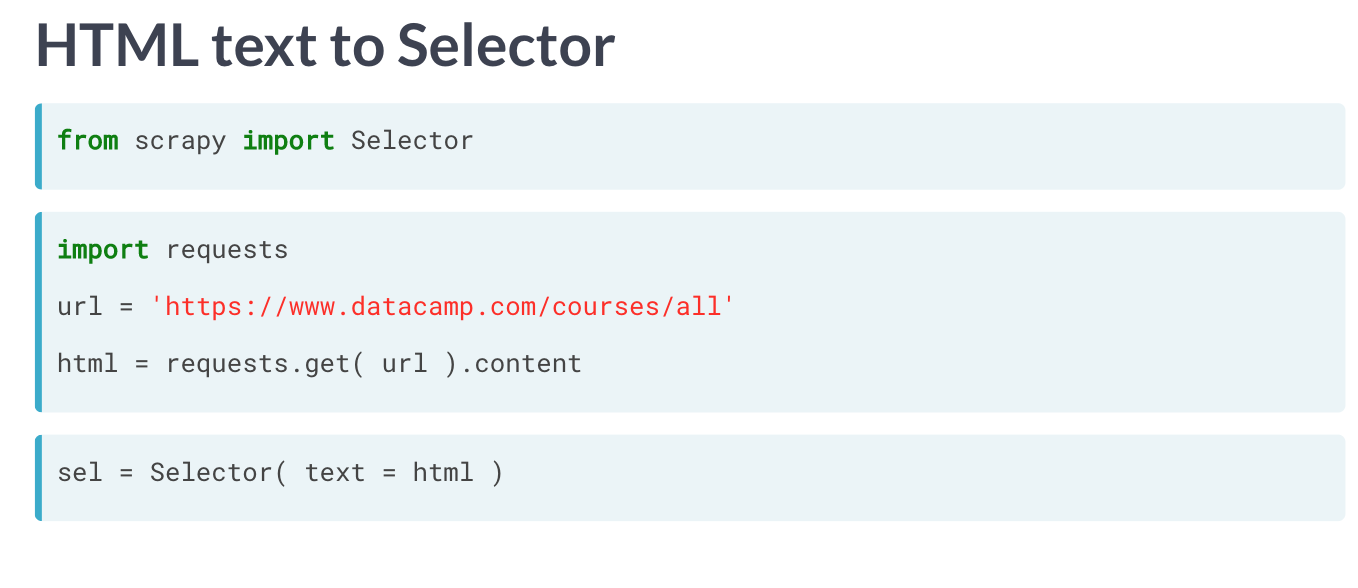 HTML text to Selector
from scrapy import Selector
import requests
url = 'https://www.datacamp.com/courses/all'
html = requests.get( url ).content
sel = Selector( text = html )